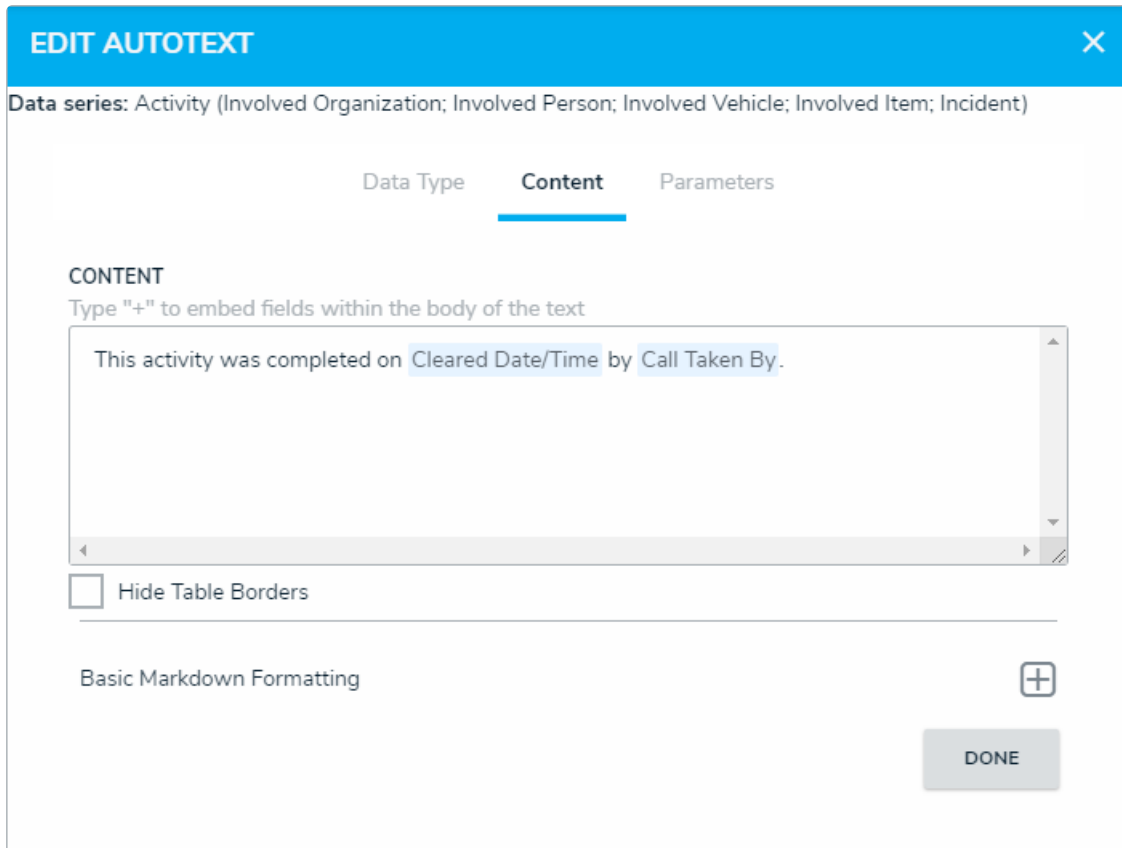 EDIT AUTOTEXT
Data series: Activity (Involved Organization; Involved Person; Involved Vehicle; Involved Item; Incident)
Data Type Content Parameters
CONTENT
Type "+" to embed fields within the body of the text
This activity was completed on Cleared Date/Time by Call Taken By.
Hide Table Borders
Basic Markdown Formatting
DONE